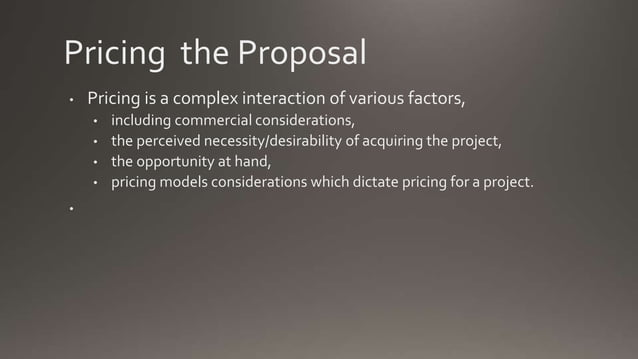 Pricing  the Proposal
• Pricing is a complex interaction of various factors,
• including commercial considerations,
• the perceived necessity/desirability of acquiring the project,
• the opportunity at hand,
• pricing models considerations which dictate pricing for a project.
•